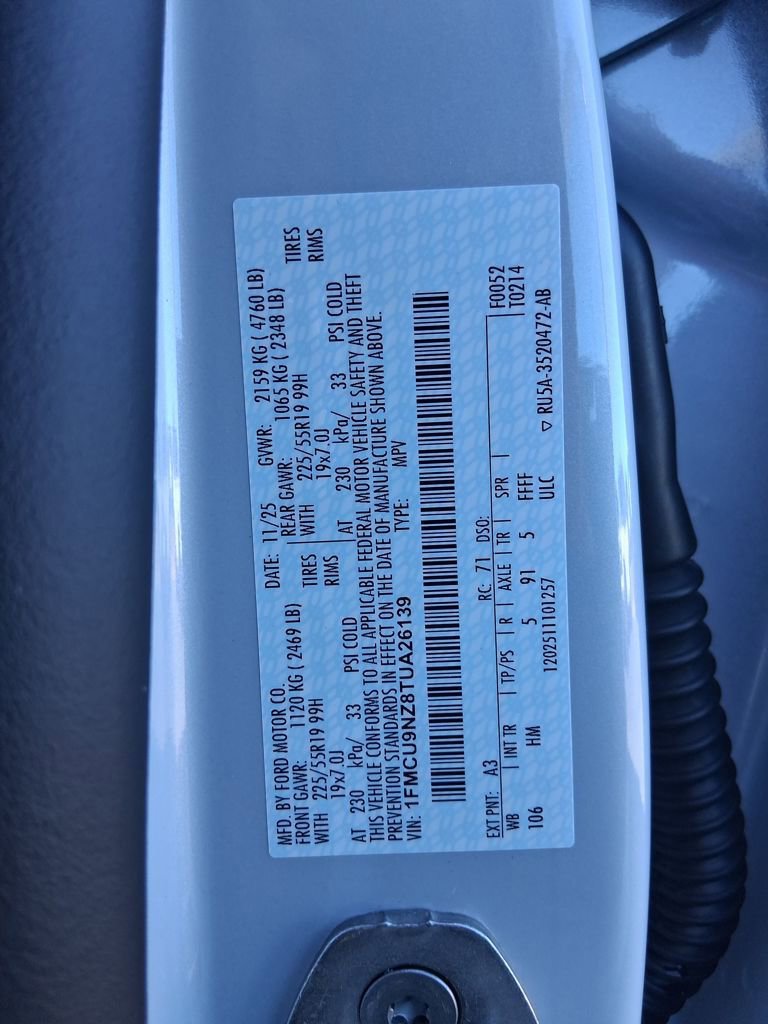 MFD. BY FORD MOTOR CO. DATE: 11/25 GVWR: 2159 KG ( 4760 LB)
FRONT GAWR: 1120 KG ( 2469 LB) REAR GAWR: 1065 KG ( 2348 LB)
WITH 225/55R19 99H TIRES WITH 225/55R19 99H TIRES
19x7.0J RIMS 19x7.0J RIMS
AT 230 kPa/ 33 PSI COLD AT 230 kPa/ 33 PSI COLD
THIS VEHICLE CONFORMS TO ALL APPLICABLE FEDERAL MOTOR VEHICLE SAFETY AND THEFT
PREVENTION STANDARDS IN EFFECT ON THE DATE OF MANUFACTURE SHOWN ABOVE.
VIN: 1FMCU9NZ8TUA26139 TYPE: MPV
EXT PNT: A3 RC: 71 DSO: F0052
WB INT TR TP/PS R AXLE TR SPR T0214
106 HM 5 91 5 FFFF
1202511101257 ULC ▽ RU5A-3520472-AB